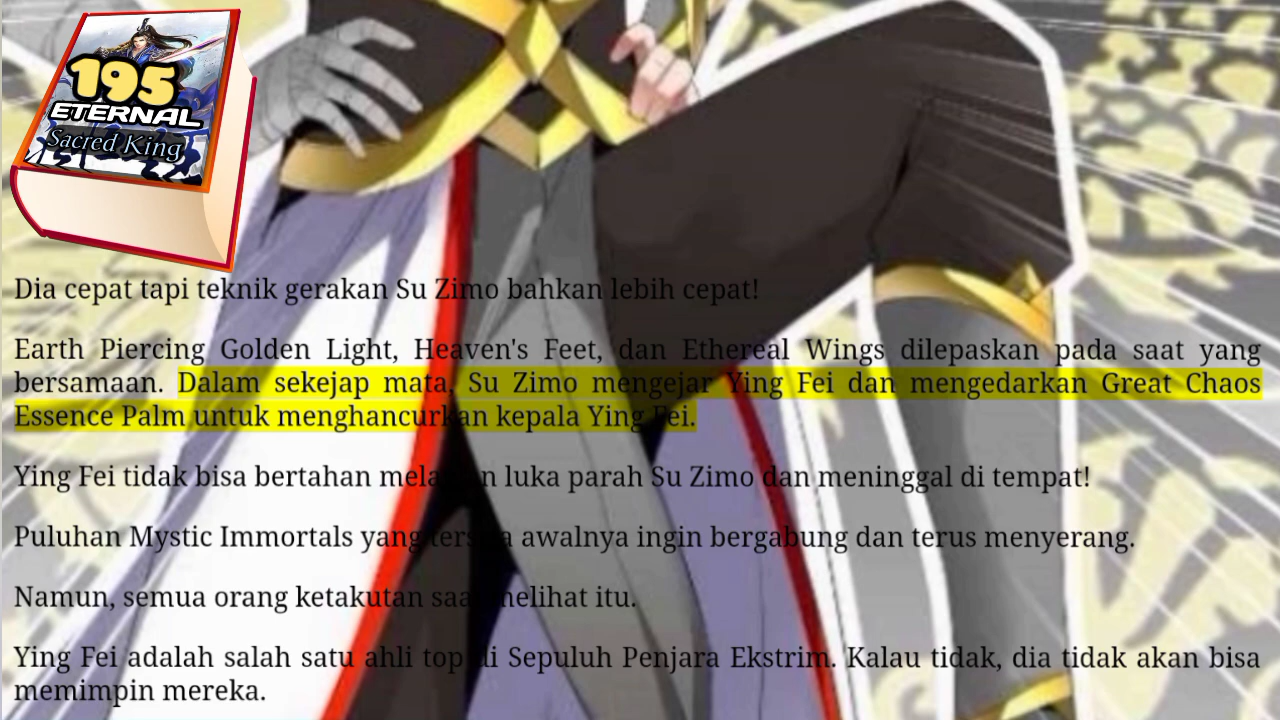 195
ETERNAL
Sacred King
Dia cepat tapi teknik gerakan Su Zimo bahkan lebih cepat!
Earth Piercing Golden Light, Heaven's Feet, dan Ethereal Wings dilepaskan pada saat yang
bersamaan. Dalam sekejap mata, Su Zimo mengejar Ying Fei dan mengedarkan Great Chaos
Essence Palm untuk menghancurkan kepala Ying Fei.
Ying Fei tidak bisa bertahan melawan luka parah Su Zimo dan meninggal di tempat!
Puluhan Mystic Immortals yang tersisa awalnya ingin bergabung dan terus menyerang.
Namun, semua orang ketakutan saat melihat itu.
Ying Fei adalah salah satu ahli top di Sepuluh Penjara Ekstrim. Kalau tidak, dia tidak akan bisa
memimpin mereka.